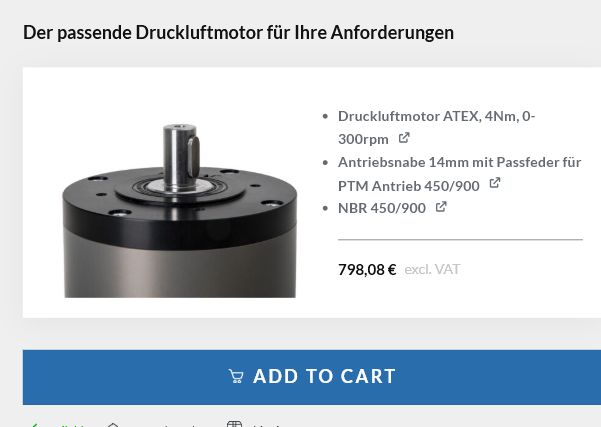 Der passende Druckluftmotor für Ihre Anforderungen
Druckluftmotor ATEX, 4Nm, 0-
300rpm
Antriebsnabe 14mm mit Passfeder für
PTM Antrieb 450/900
NBR 450/900
798,08 € excl. VAT
ADD TO CART